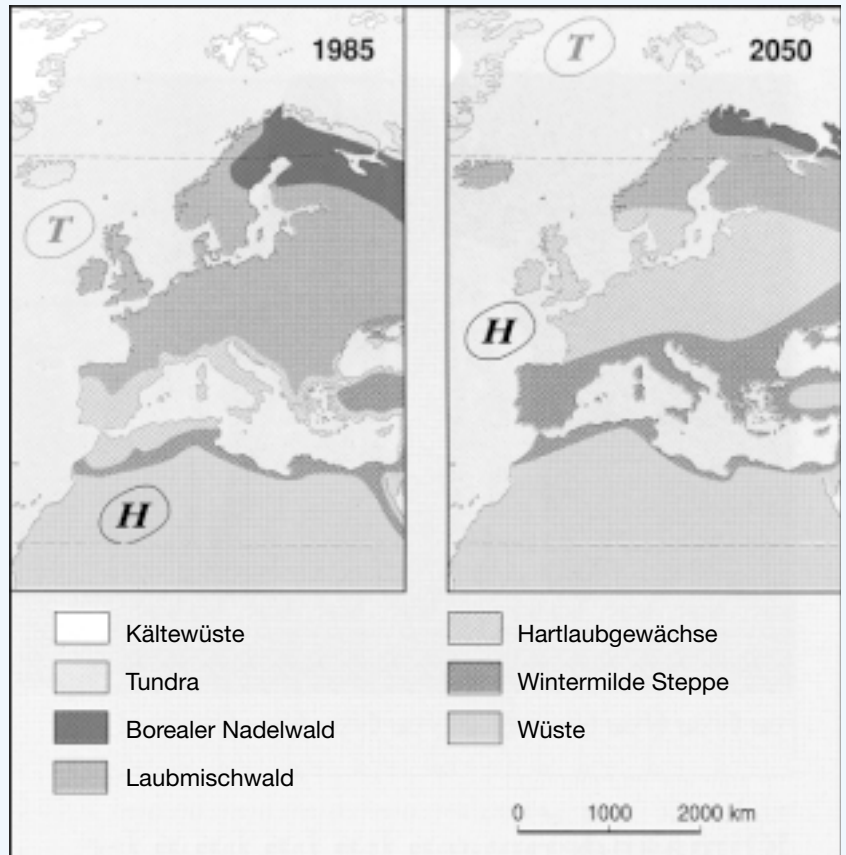 1985
T
H
2050
T
H
Kältewüste
Tundra
Borealer Nadelwald
Laubmischwald
Hartlaubgewächse
Wintermilde Steppe
Wüste
0 1000 2000 km